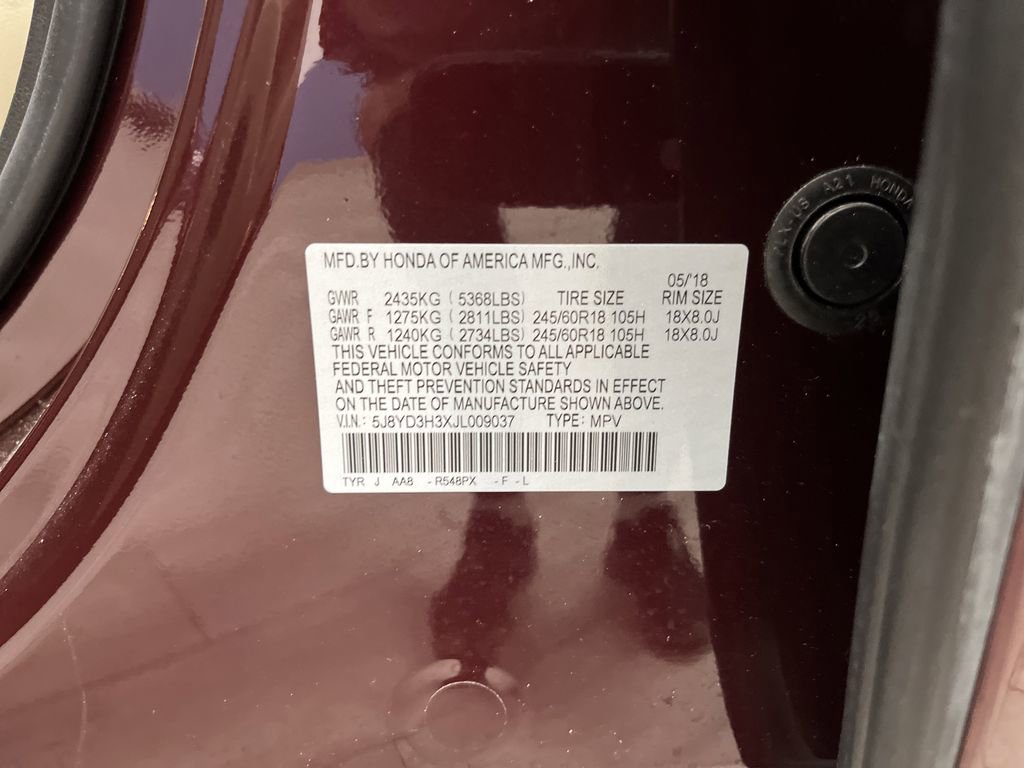 MFD.BY HONDA OF AMERICA MFG.,INC.
05/'18
GVWR 2435KG ( 5368LBS) TIRE SIZE RIM SIZE
GAWR F 1275KG ( 2811LBS) 245/60R18 105H 18X8.0J
GAWR R 1240KG ( 2734LBS) 245/60R18 105H 18X8.0J
THIS VEHICLE CONFORMS TO ALL APPLICABLE
FEDERAL MOTOR VEHICLE SAFETY
AND THEFT PREVENTION STANDARDS IN EFFECT
ON THE DATE OF MANUFACTURE SHOWN ABOVE.
V.I.N.: 5J8YD3H3XJL009037 TYPE: MPV
TYR J AA8 -R548PX -F -L
A21 HONDA